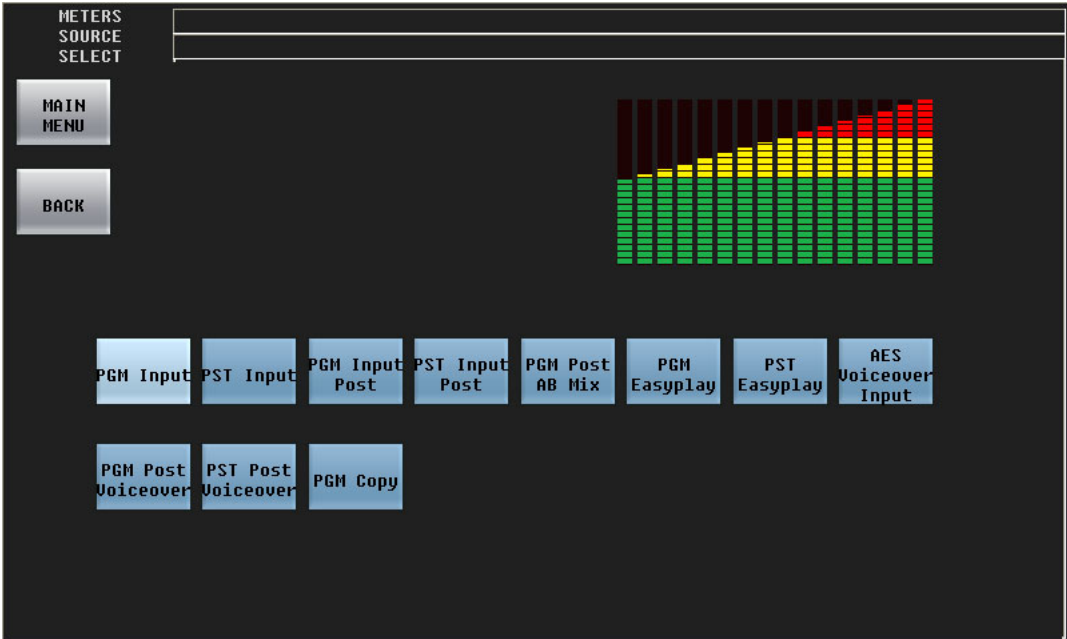 METERS
SOURCE
SELECT
MAIN
MENU
BACK
PGM Input
PST Input
PGM Input
Post
PST Input
Post
PGM Post
AB Mix
PGM
Easyplay
PST
Easyplay
AES
Voiceover
Input
PGM Post
Voiceover
PST Post
Voiceover
PGM Copy